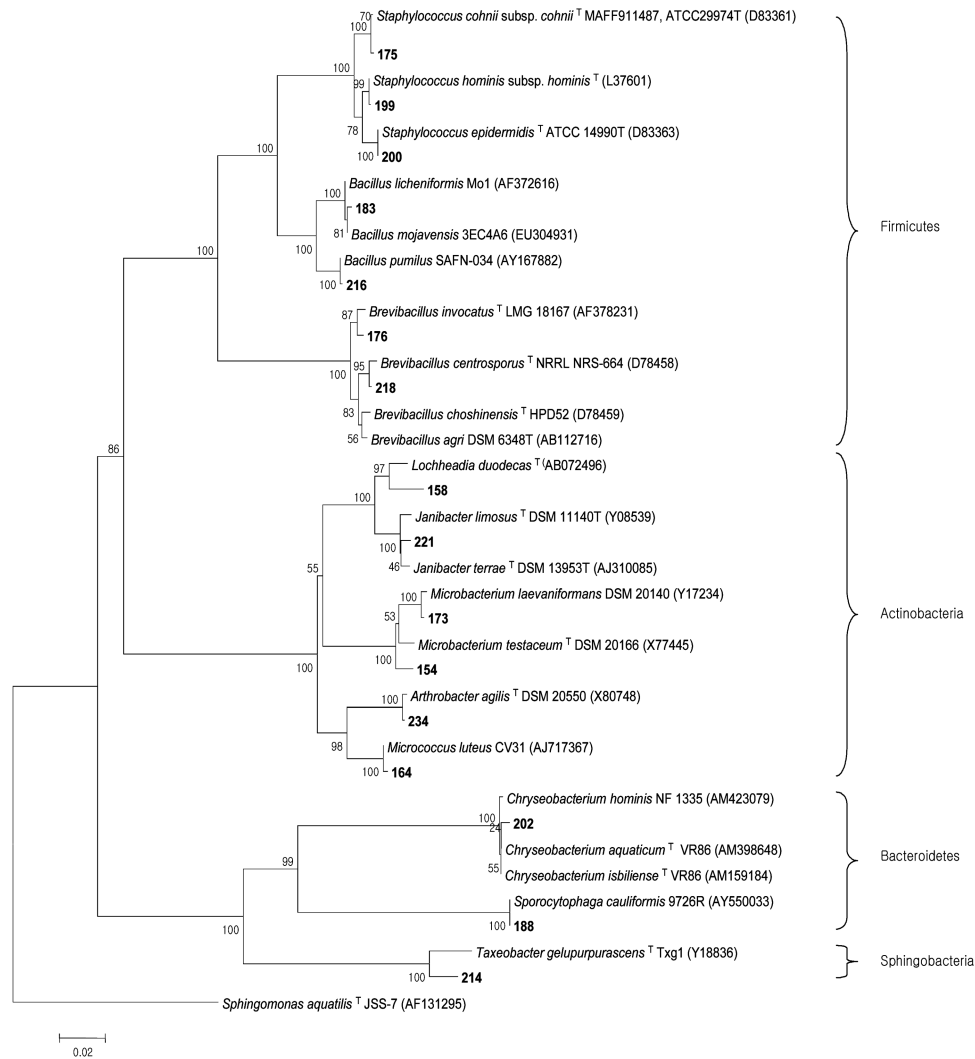 70 Staphylococcus cohnii subsp. cohnii T MAFF911487, ATCC29974T (D83361)
100
175
100
Staphylococcus hominis subsp. hominis T (L37601)
99
199
78
Staphylococcus epidermidis T ATCC 14990T (D83363)
100 200
100
Bacillus licheniformis Mo1 (AF372616)
100
183
81 Bacillus mojavensis 3EC4A6 (EU304931)
100
Bacillus pumilus SAFN-034 (AY167882)
100 216
100
Brevibacillus invocatus T LMG 18167 (AF378231)
87
176
100
Brevibacillus centrosporus T NRRL NRS-664 (D78458)
95
218
83 Brevibacillus choshinensis T HPD52 (D78459)
56 Brevibacillus agri DSM 6348T (AB112716)
Firmicutes
86
Lochheadia duodecas T (AB072496)
97
158
100
Janibacter limosus T DSM 11140T (Y08539)
221
100
46 Janibacter terrae T DSM 13953T (AJ310085)
55
Microbacterium laevaniformans DSM 20140 (Y17234)
100
173
53
Microbacterium testaceum T DSM 20166 (X77445)
100
154
100
Arthrobacter agilis T DSM 20550 (X80748)
100
234
98
Micrococcus luteus CV31 (AJ717367)
100 164
Actinobacteria
Chryseobacterium hominis NF 1335 (AM423079)
100
202
24
Chryseobacterium aquaticum T VR86 (AM398648)
55 Chryseobacterium isbiliense T VR86 (AM159184)
99
Sporocytophaga cauliformis 9726R (AY550033)
100 188
Bacteroidetes
100
Taxeobacter gelupurpurascens T Txg1 (Y18836)
100 214
Sphingobacteria
Sphingomonas aquatilis T JSS-7 (AF131295)
0.02